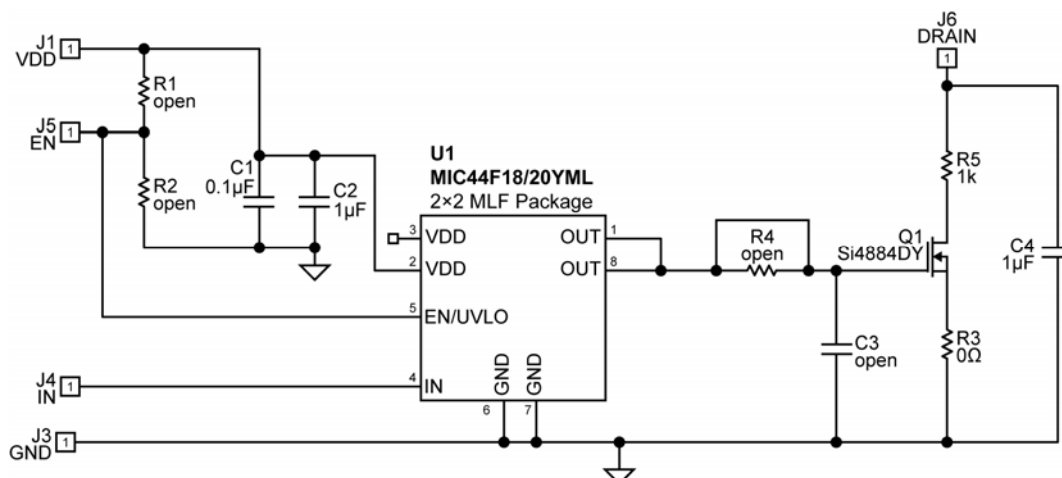 J6
DRAIN
1
J1
VDD
1
R1
open
J5
EN
1
R2
open
C1
0.1µF
C2
1µF
U1
MIC44F18/20YML
2×2 MLF Package
3
VDD
2
VDD
5
EN/UVLO
4
IN
OUT
1
OUT
8
GND
6
GND
7
R4
open
C3
open
R5
1k
Q1
Si4884DY
C4
1µF
R3
0Ω
J4
IN
1
J3
GND
1